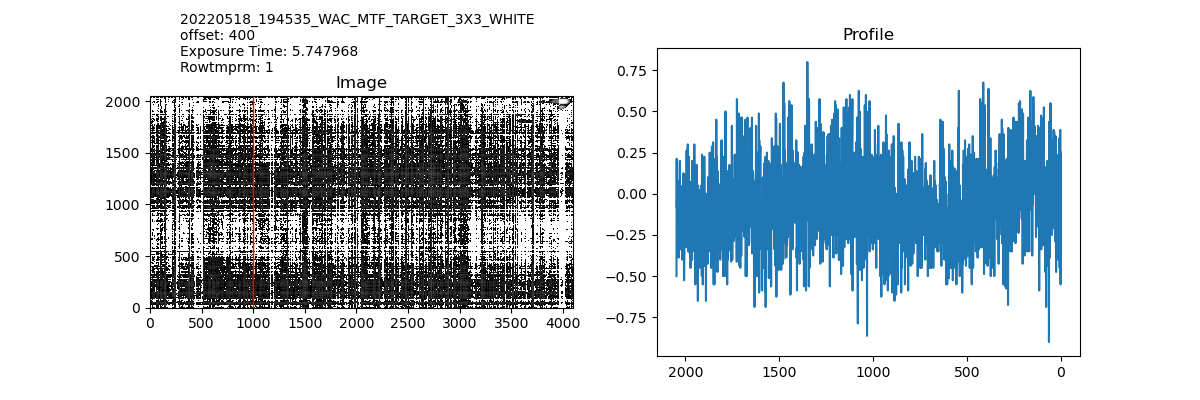 20220518_194535_WAC_MTF_TARGET_3X3_WHITE
offset: 400
Exposure Time: 5.747968
Rowtmprm: 1
Image
2000
1500
1000
500
0
0 500 1000 1500 2000 2500 3000 3500 4000
Profile
0.75
0.50
0.25
0.00
−0.25
−0.50
−0.75
2000 1500 1000 500 0